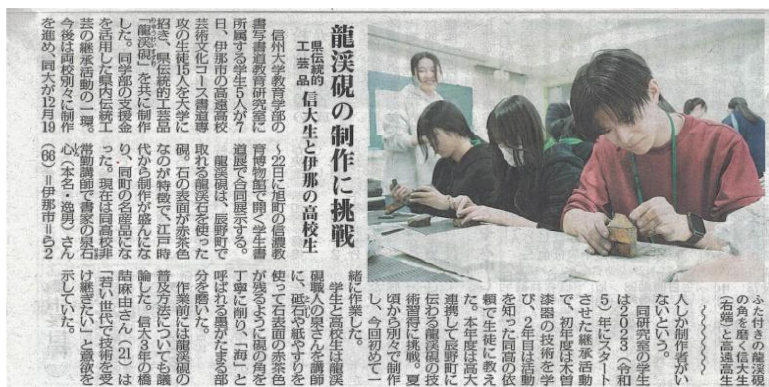 龍渓硯の制作に挑戦
県伝統的
工芸品
信大生と伊那の高校生
信州大学教育学部の
書写書道教育研究室に
所属する学生5人が7
日、伊那市の高遠高校
芸術文化コース書道専
攻の生徒15人を大学に
招き、県伝統的工芸品
「龍渓硯」を共に制作
した。同学部の支援金
を活用した県内伝統工
芸の継承活動の一環。
今後は両校別々に制作
を進め、同大が12月19
～22日に旭町の信濃教
育博物館で開く学生書
道展で合同展示する。
龍渓硯は、辰野町で
取れる龍渓石を使った
硯。石の表面が赤茶色
なのが特徴で、江戸時
代から制作が盛んにな
り、同町の名産品にな
った。現在は同高校非
常勤講師で書家の泉石
心(本名・逸男)さん
(66)＝伊那市＝ら2
ふた付きの龍渓硯
の角を磨く信大生
(右端)と高遠高生
人しか制作者がい
ないという。
同研究室の学生
は2023(令和
5)年にスタート
させた継承活動
で、初年度は木曽
漆器の技術を学
び、2年目は活動
を知った同高の依
頼で生徒に教え
た。本年度は高大
連携して辰野町に
伝わる龍渓硯の技
術習得に挑戦。夏
頃から別々で制作
し、今回初めて一
緒に作業した。
学生と高校生は龍渓
硯職人の泉さんを講師
に、砥石や紙やすりを
使って石表面の赤茶色
が残るように硯の角を
丁寧に削り、「海」と
呼ばれる墨がたまる部
分を磨いた。
作業前には龍渓硯の
普及方法についても議
論した。信大3年の橋
詰麻由さん(21)は
「若い世代で技術を受
け継ぎたい」と意欲を
示していた。